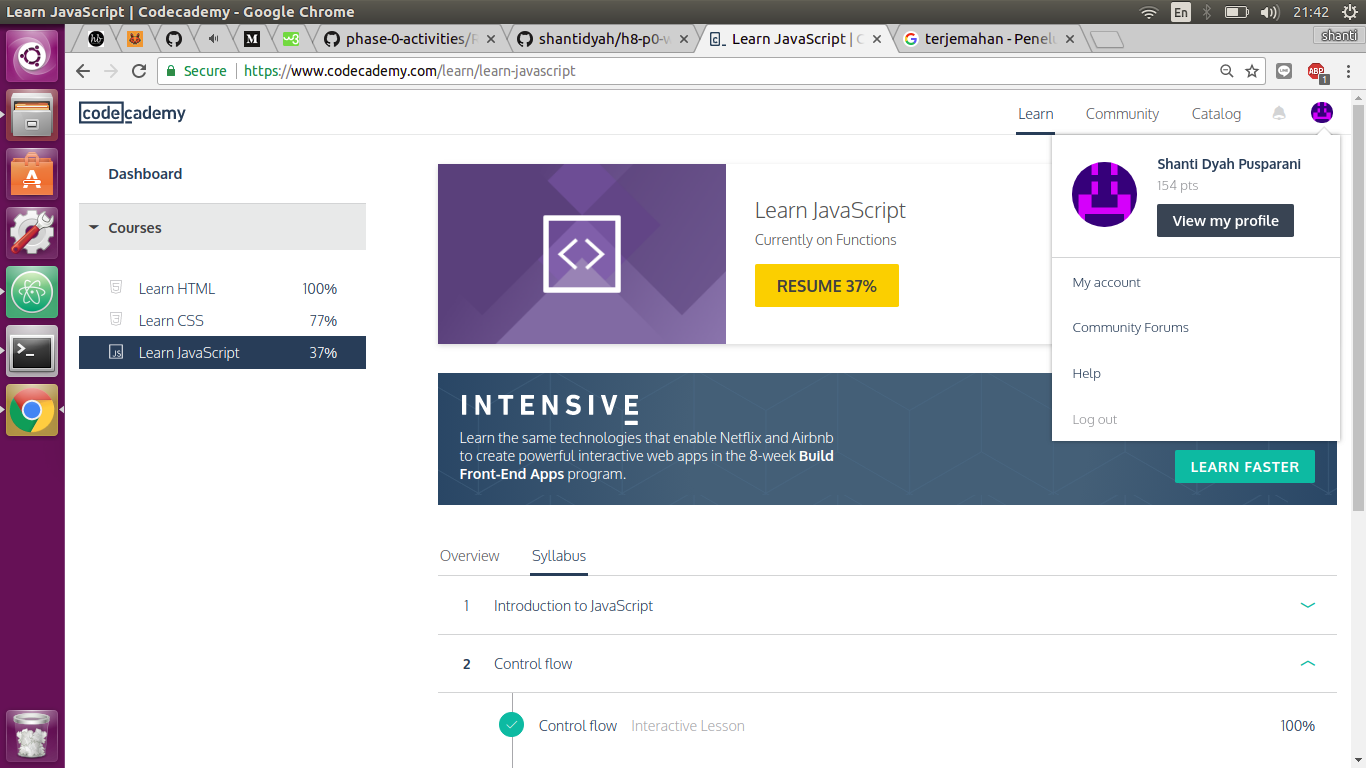 Learn JavaScript | Codecademy - Google Chrome
En
21:42
phase-0-activities/
shantidyah/h8-p0-
Learn JavaScript |
terjemahan - Penel
shanti
Secure
https://www.codecademy.com/learn/learn-javascript
ABP
1
codecademy
Learn
Community
Catalog
Dashboard
Courses
Learn HTML 100%
Learn CSS 77%
JS Learn JavaScript 37%
Learn JavaScript
Currently on Functions
RESUME 37%
Shanti Dyah Pusparani
154 pts
View my profile
My account
Community Forums
Help
Log out
INTENSIVE
Learn the same technologies that enable Netflix and Airbnb
to create powerful interactive web apps in the 8-week Build
Front-End Apps program.
LEARN FASTER
Overview
Syllabus
1 Introduction to JavaScript
2 Control flow
Control flow Interactive Lesson 100%